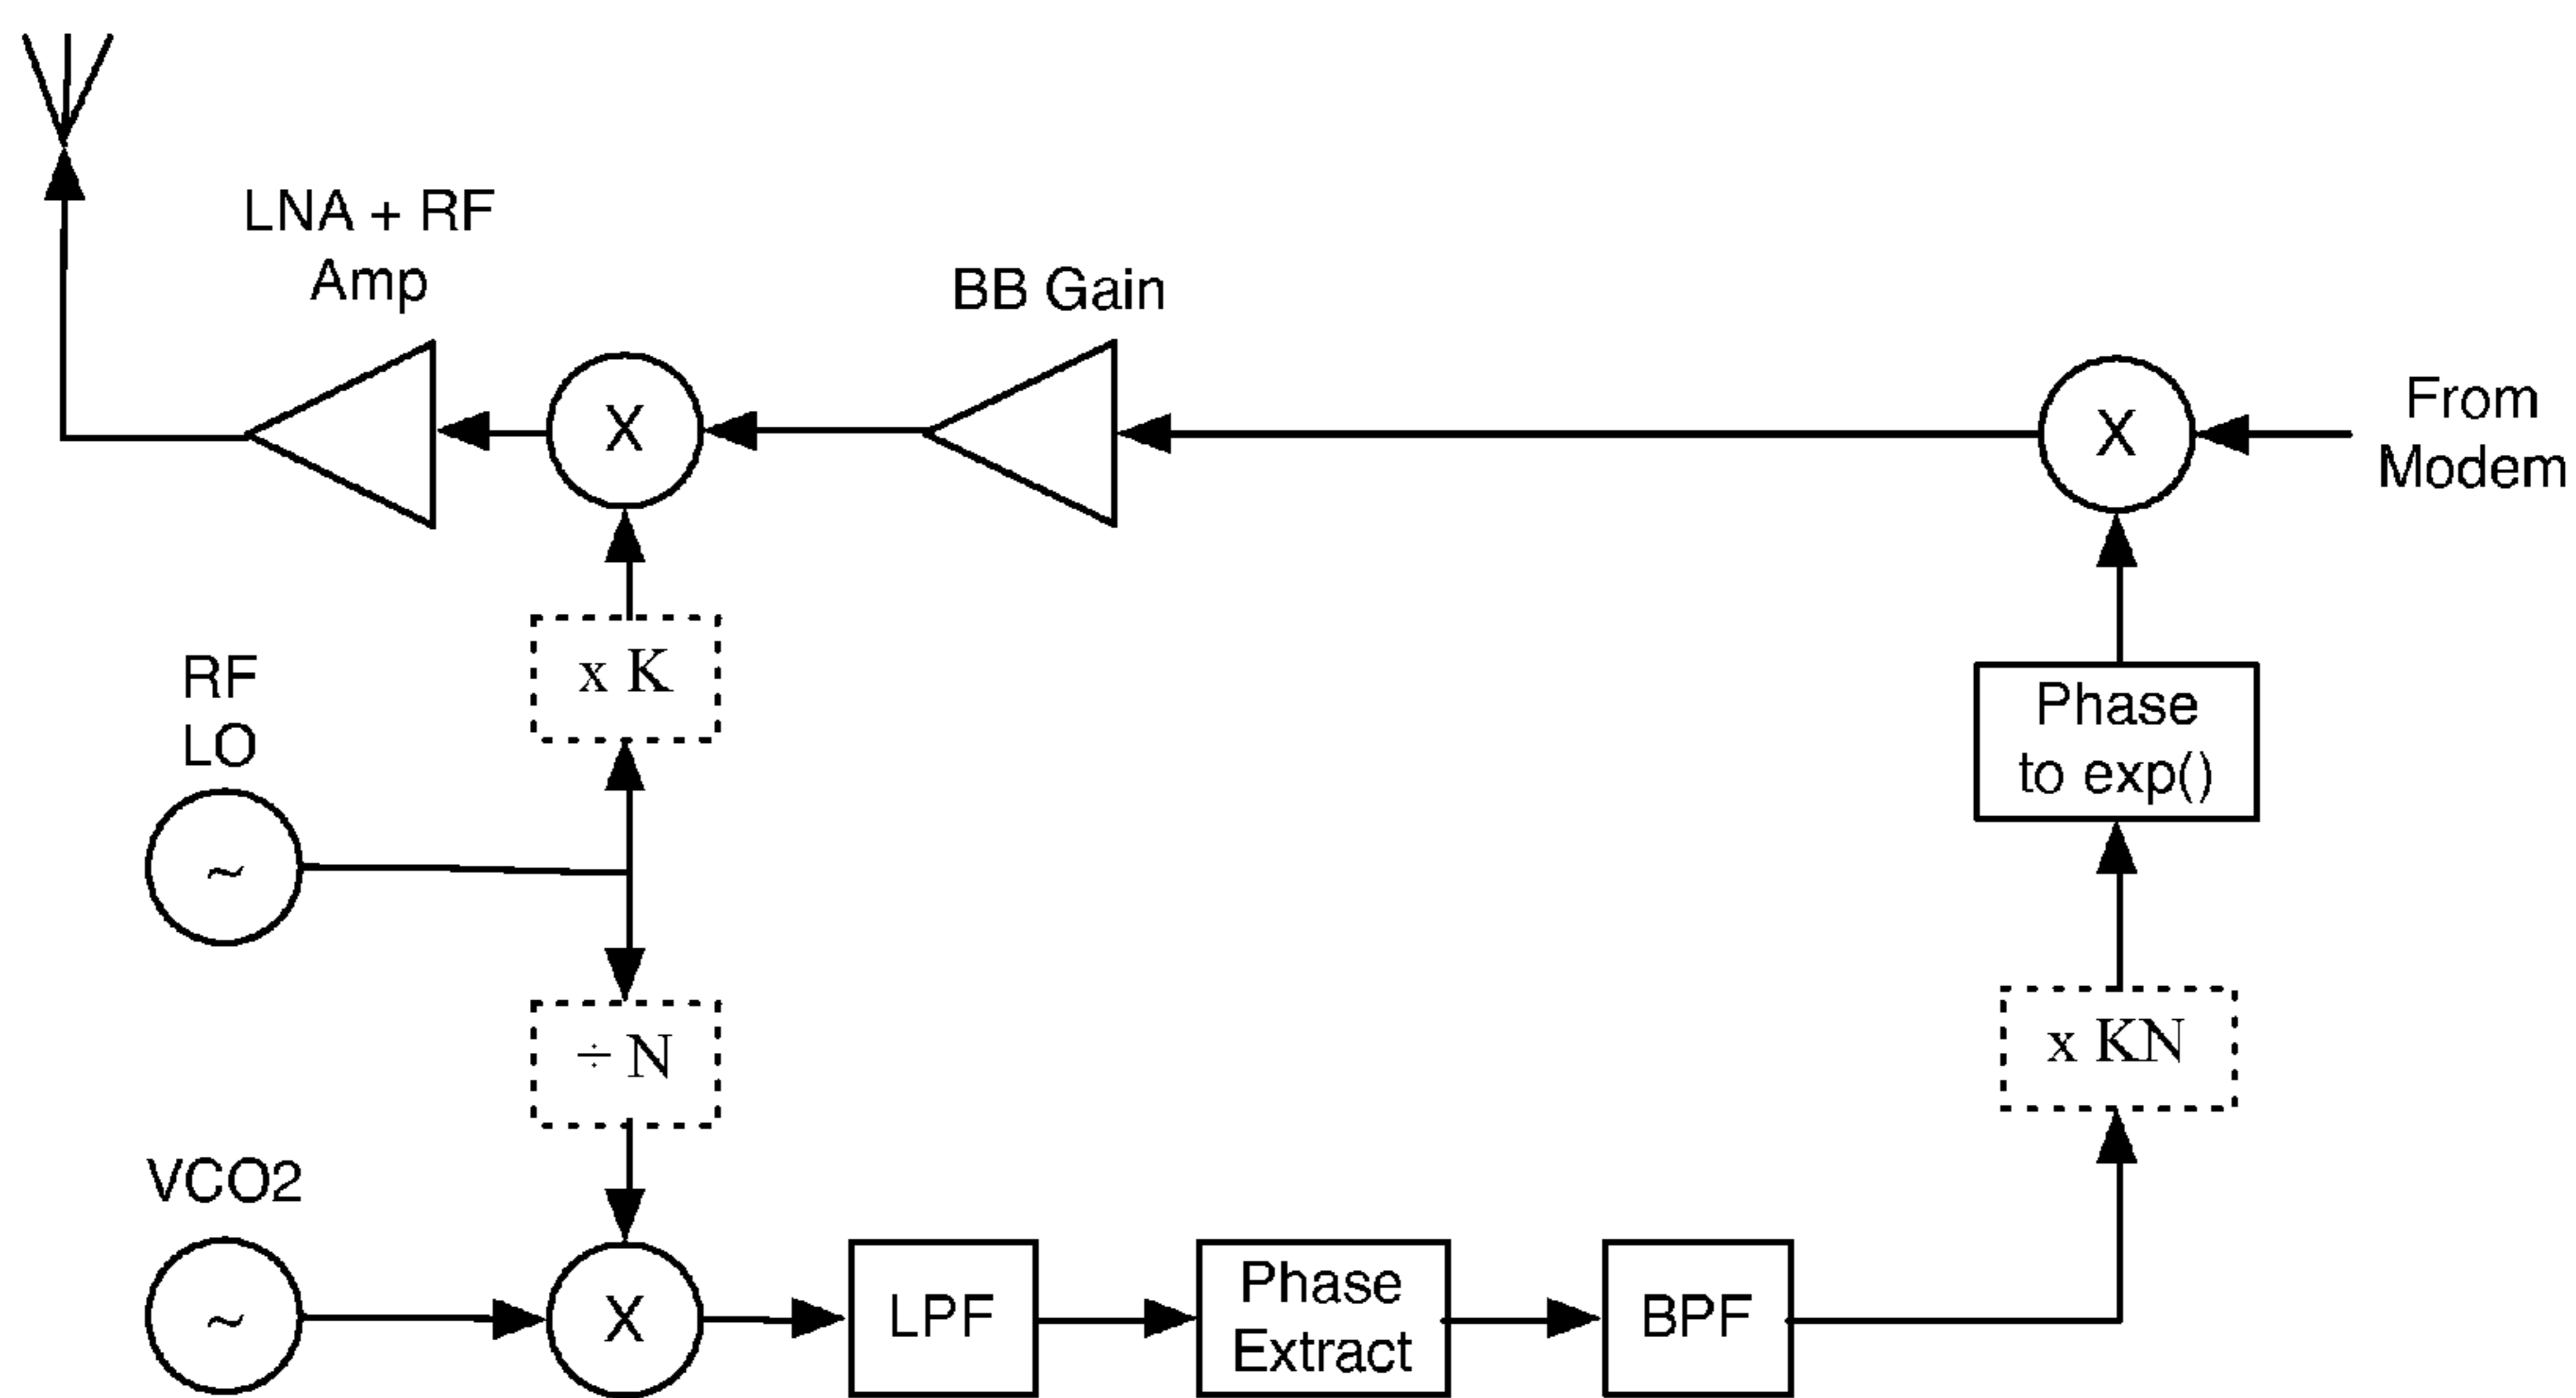 LNA + RF
Amp
BB Gain
X
X
From
Modem
x K
RF
LO
~
Phase
to exp()
÷ N
x KN
VCO2
~
X
LPF
Phase
Extract
BPF